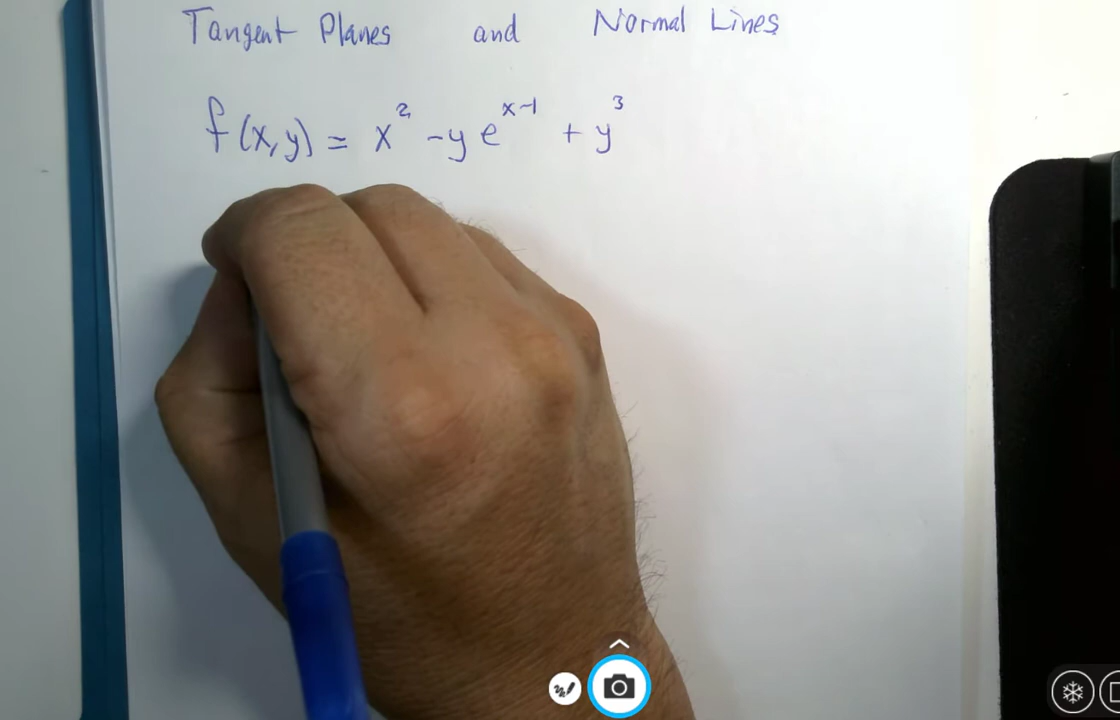 Tangent Planes and Normal Lines
f(x,y) = x² - y e^(x-1) + y³